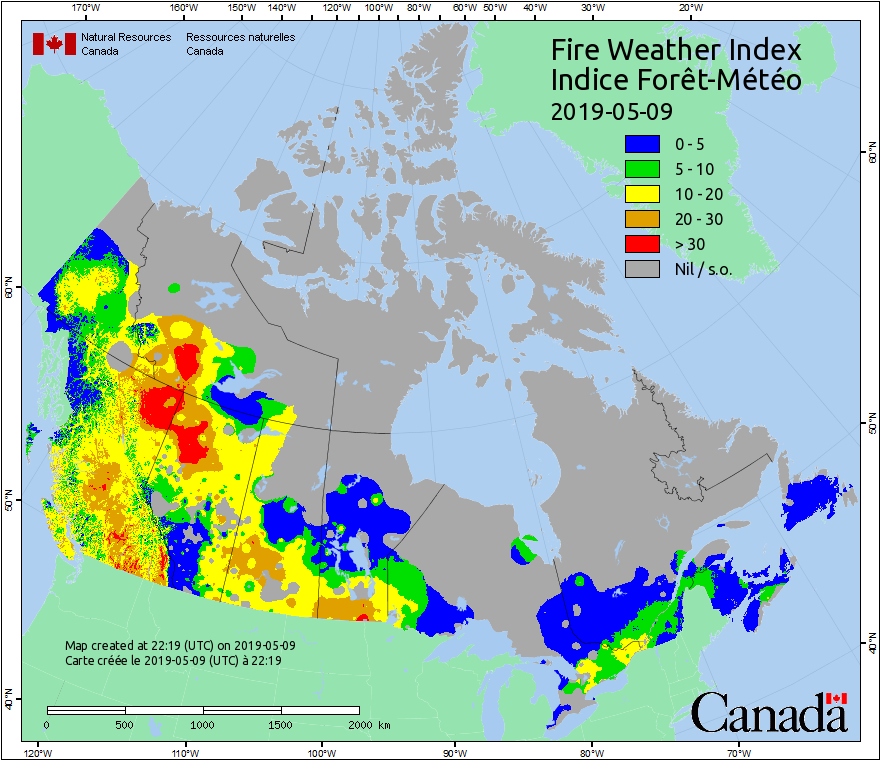 170°W 160°W 150°W 140°W 120°W 100°W 80°W 60°W 50°W 40°W 30°W 20°W
Natural Resources Ressources naturelles
Canada Canada
Fire Weather Index
Indice Forêt-Météo
2019-05-09
0 - 5
5 - 10
10 - 20
20 - 30
> 30
Nil / s.o.
60°N
60°N
50°N
50°N
40°N
40°N
Map created at 22:19 (UTC) on 2019-05-09
Carte créée le 2019-05-09 (UTC) à 22:19
0 500 1000 1500 2000 km
Canada
120°W 110°W 100°W 90°W 80°W 70°W